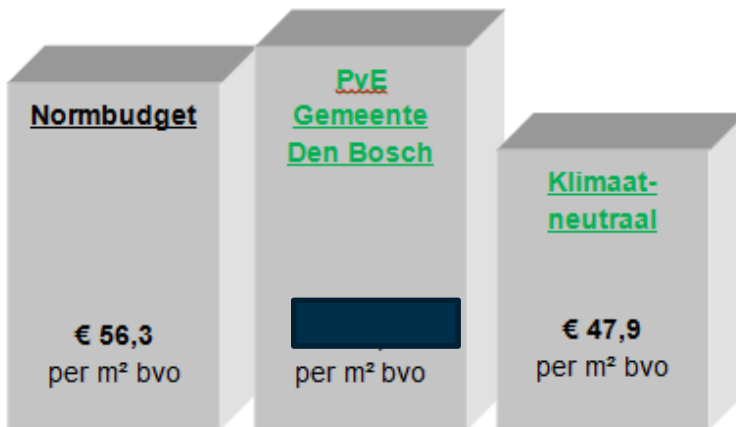 Normbudget
€ 56,3
per m² bvo
PvE
Gemeente
Den Bosch
per m² bvo
Klimaat-
neutraal
€ 47,9
per m² bvo